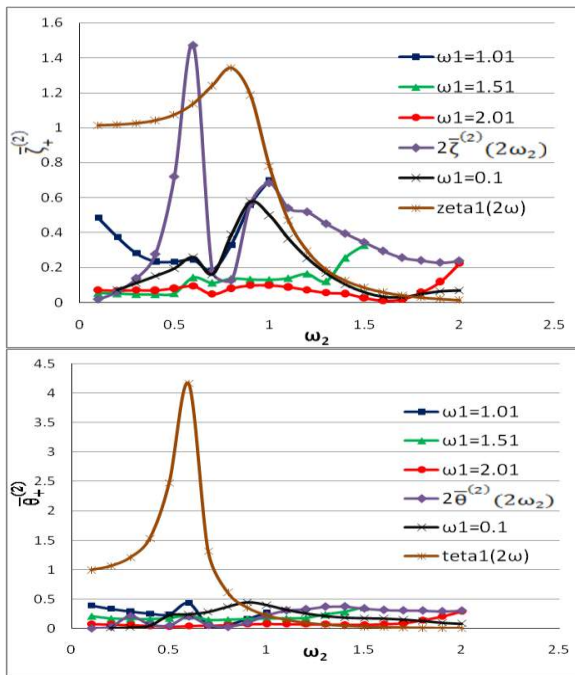 1.6
1.4
1.2
1
0.8
0.6
0.4
0.2
0
0 0.5 1 1.5 2 2.5
ζ̄₊⁽²⁾
ω₂
ω1=1.01
ω1=1.51
ω1=2.01
2ζ̄⁽²⁾(2ω₂)
ω1=0.1
zeta1(2ω)
4.5
4
3.5
3
2.5
2
1.5
1
0.5
0
0 0.5 1 1.5 2 2.5
θ̄₊⁽²⁾
ω₂
ω1=1.01
ω1=1.51
ω1=2.01
2θ̄⁽²⁾(2ω₂)
ω1=0.1
teta1(2ω)